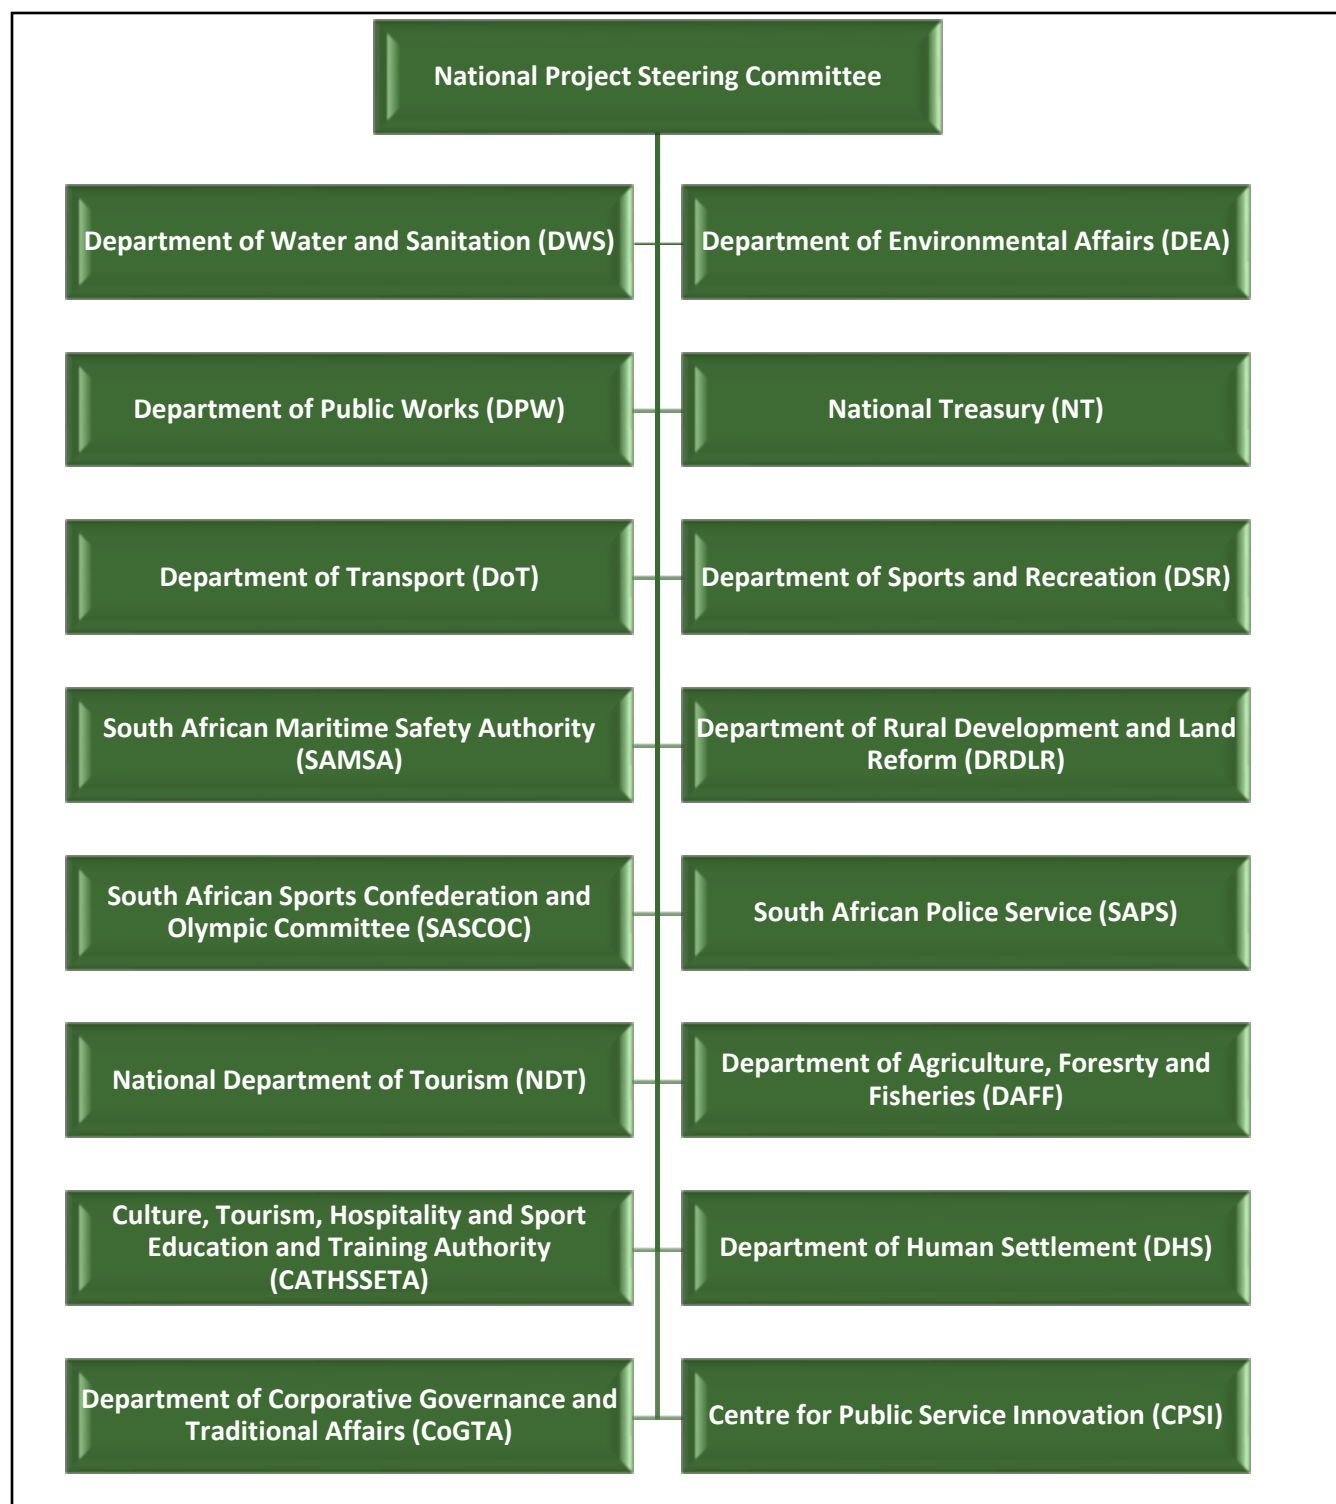 National Project Steering Committee
Department of Water and Sanitation (DWS)
Department of Environmental Affairs (DEA)
Department of Public Works (DPW)
National Treasury (NT)
Department of Transport (DoT)
Department of Sports and Recreation (DSR)
South African Maritime Safety Authority
(SAMSA)
Department of Rural Development and Land
Reform (DRDLR)
South African Sports Confederation and
Olympic Committee (SASCOC)
South African Police Service (SAPS)
National Department of Tourism (NDT)
Department of Agriculture, Foresrty and
Fisheries (DAFF)
Culture, Tourism, Hospitality and Sport
Education and Training Authority
(CATHSSETA)
Department of Human Settlement (DHS)
Department of Corporative Governance and
Traditional Affairs (CoGTA)
Centre for Public Service Innovation (CPSI)